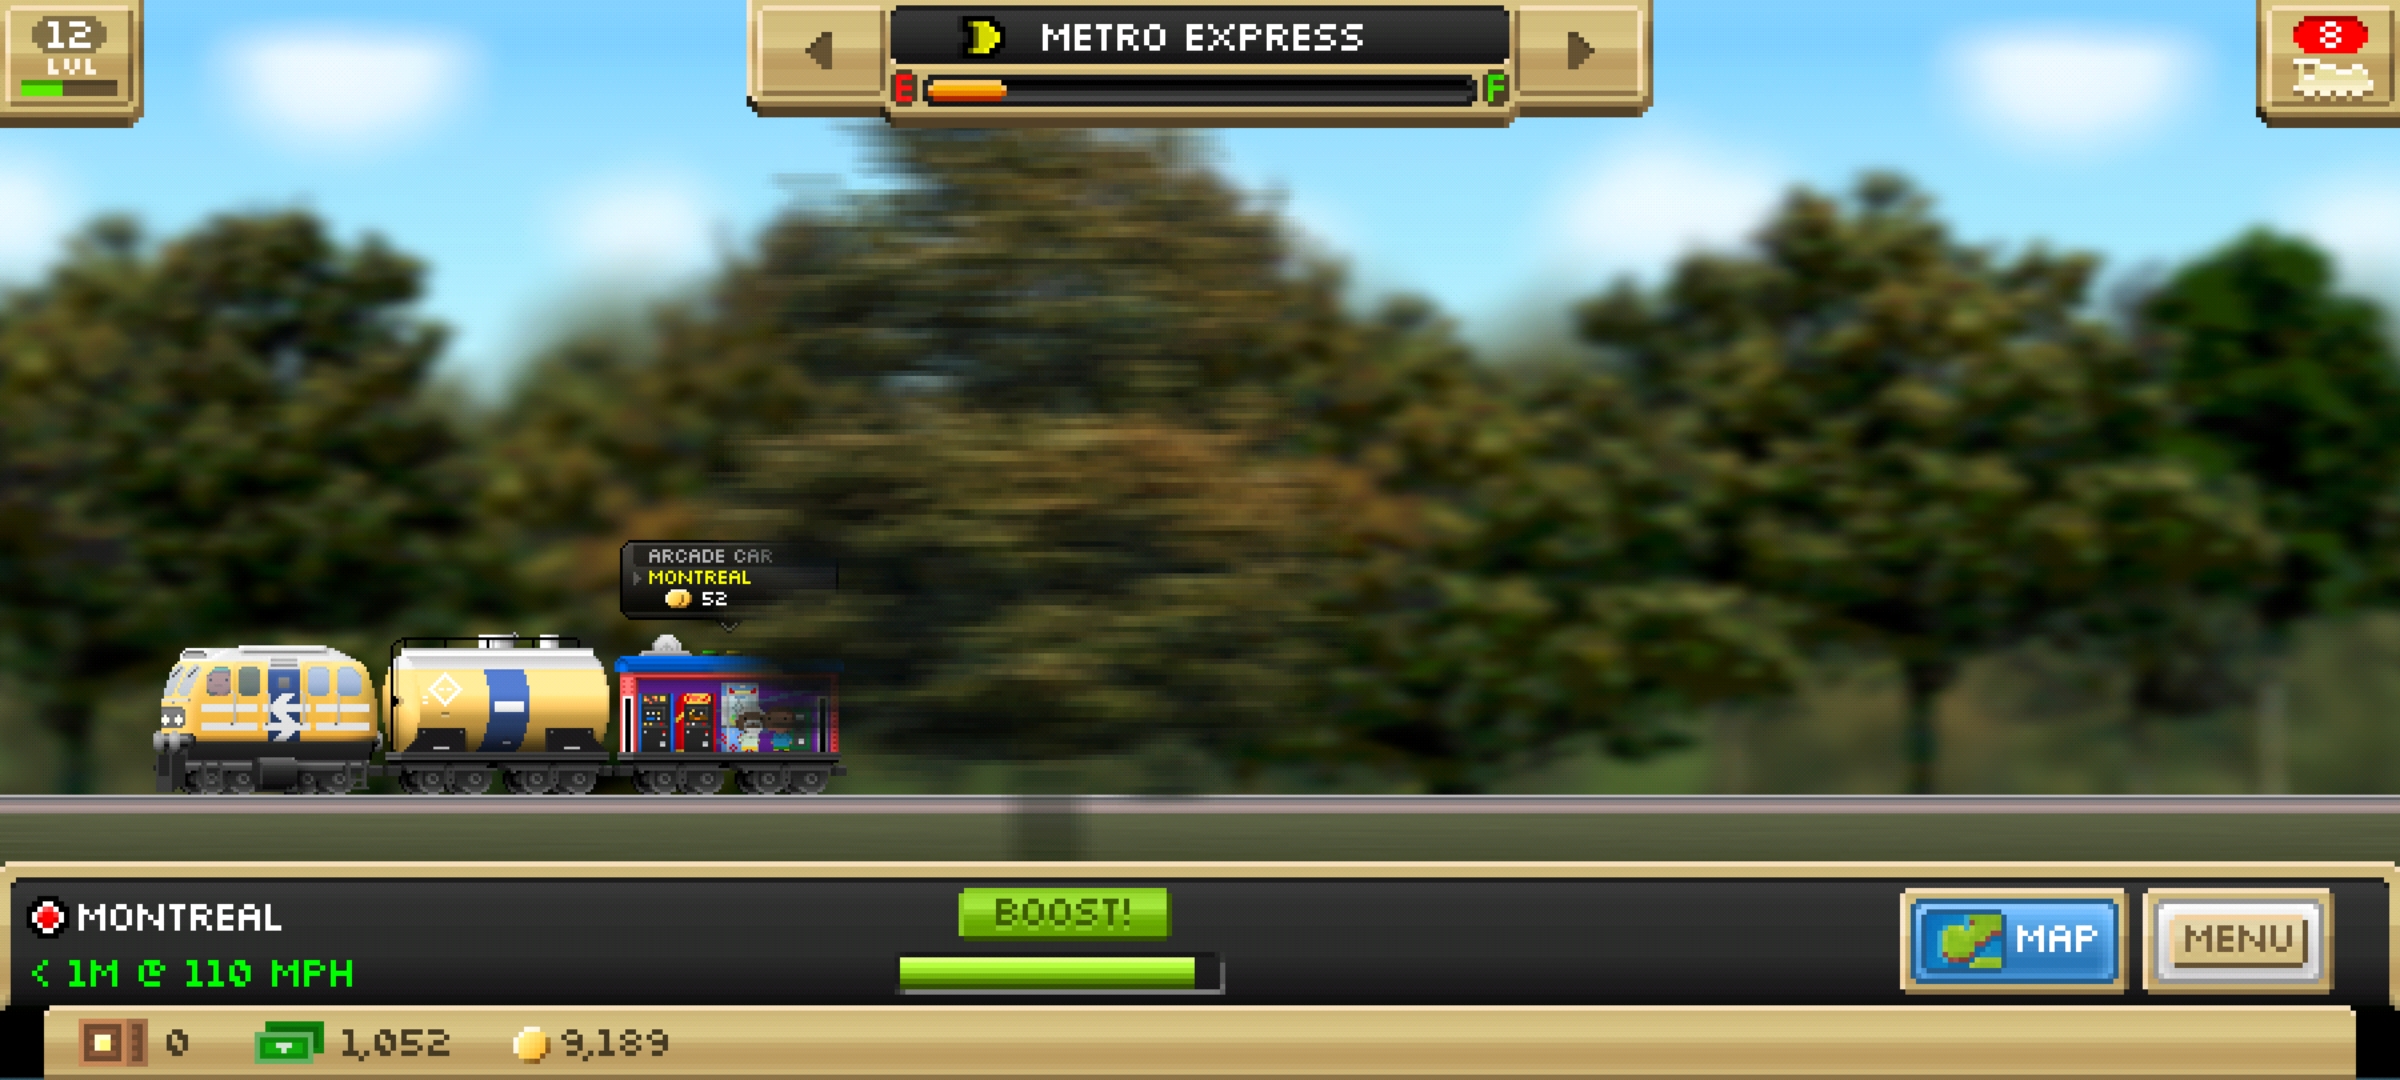 12
LVL
METRO EXPRESS
E
F
8
ARCADE CAR
MONTREAL
52
MONTREAL
< 1M @ 110 MPH
BOOST!
MAP
MENU
0
1,052
9,189